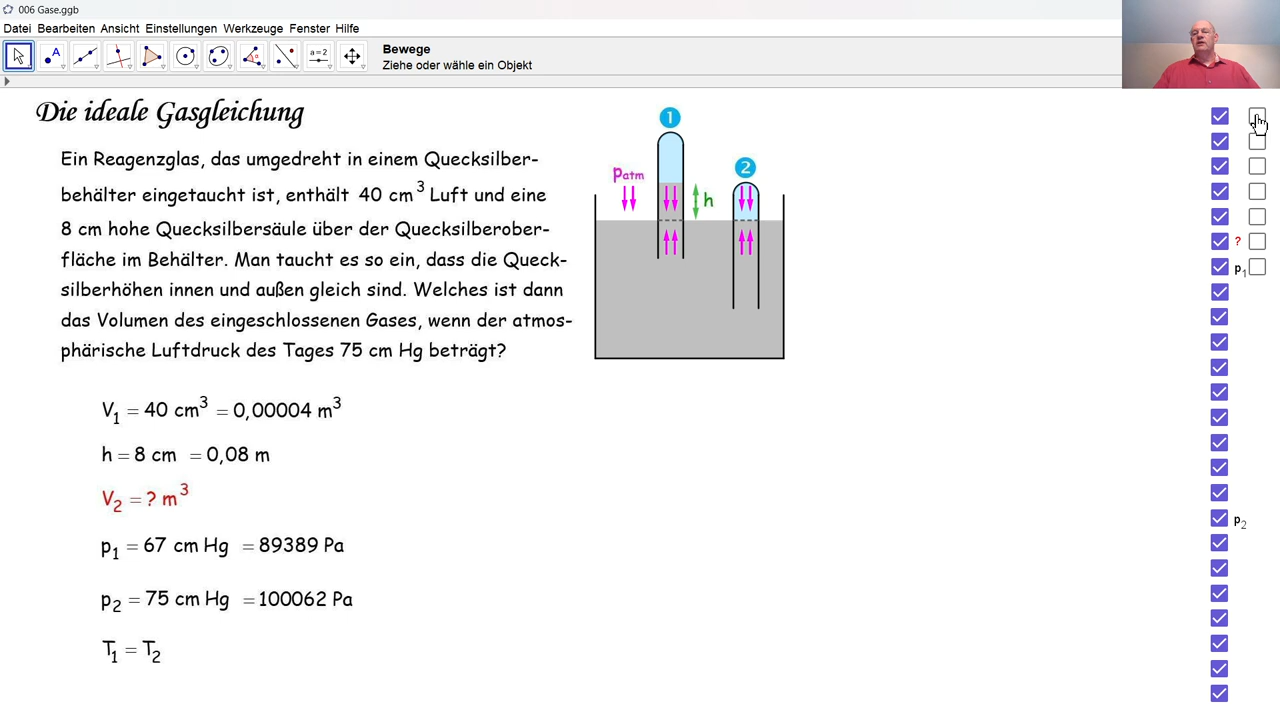 006 Gase.ggb
Datei Bearbeiten Ansicht Einstellungen Werkzeuge Fenster Hilfe
A
a=2
Bewege
Ziehe oder wähle ein Objekt
Die ideale Gasgleichung
Ein Reagenzglas, das umgedreht in einem Quecksilber-
behälter eingetaucht ist, enthält 40 cm³ Luft und eine
8 cm hohe Quecksilbersäule über der Quecksilberober-
fläche im Behälter. Man taucht es so ein, dass die Queck-
silberhöhen innen und außen gleich sind. Welches ist dann
das Volumen des eingeschlossenen Gases, wenn der atmos-
phärische Luftdruck des Tages 75 cm Hg beträgt?
1
2
patm
h
V₁ = 40 cm³ = 0,00004 m³
h = 8 cm = 0,08 m
V₂ = ? m³
p₁ = 67 cm Hg = 89389 Pa
p₂ = 75 cm Hg = 100062 Pa
T₁ = T₂
?
p₁
p₂